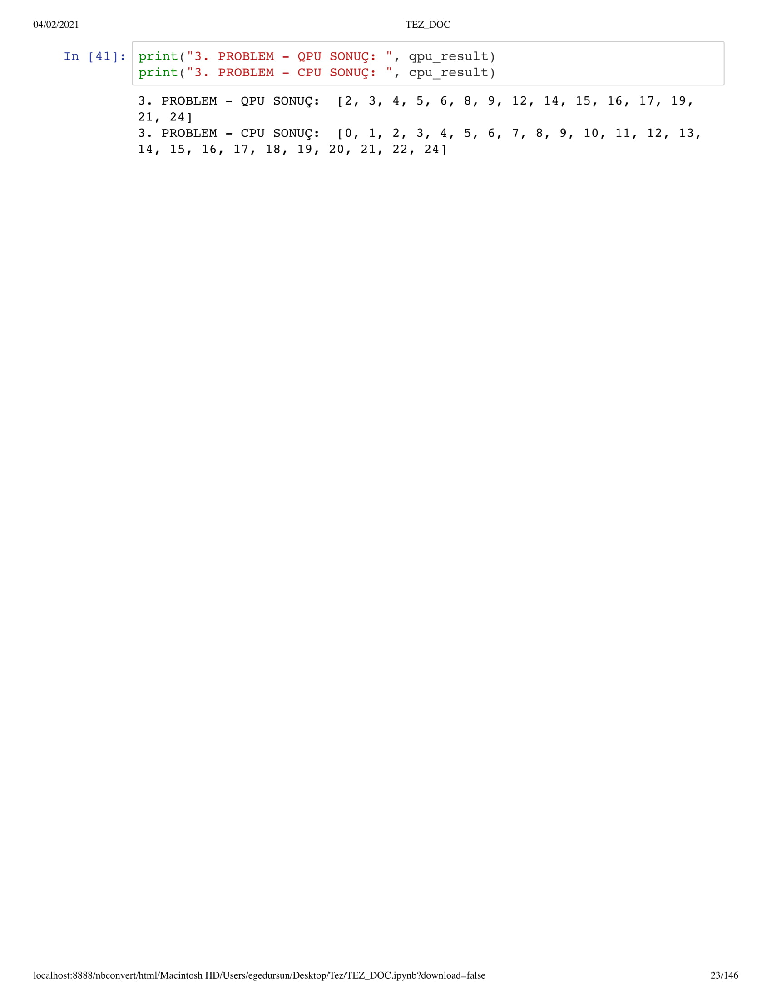 04/02/2021 TEZ_DOC
In [41]: print("3. PROBLEM - QPU SONUÇ: ", qpu_result)
print("3. PROBLEM - CPU SONUÇ: ", cpu_result)
3. PROBLEM - QPU SONUÇ:  [2, 3, 4, 5, 6, 8, 9, 12, 14, 15, 16, 17, 19,
21, 24]
3. PROBLEM - CPU SONUÇ:  [0, 1, 2, 3, 4, 5, 6, 7, 8, 9, 10, 11, 12, 13,
14, 15, 16, 17, 18, 19, 20, 21, 22, 24]
localhost:8888/nbconvert/html/Macintosh HD/Users/egedursun/Desktop/Tez/TEZ_DOC.ipynb?download=false 23/146